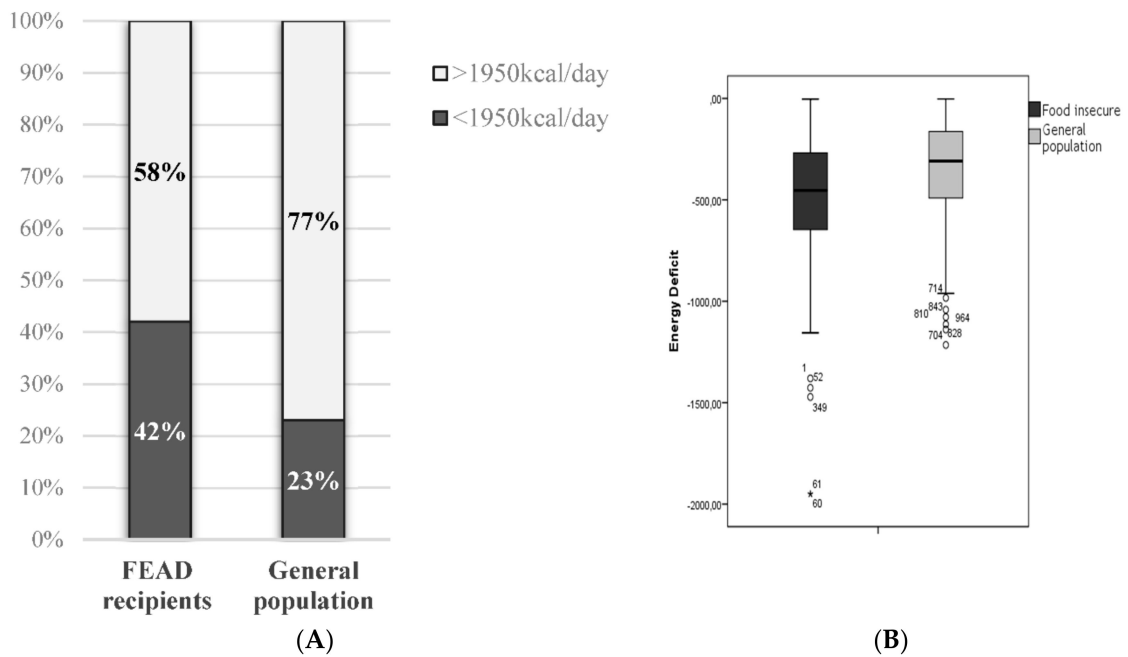 100%
90%
80%
70%
60%
50%
40%
30%
20%
10%
0%
58%
42%
77%
23%
FEAD
recipients
General
population
>1950kcal/day
<1950kcal/day
(A)
Energy Deficit
,00
-500,00
-1000,00
-1500,00
-2000,00
1
52
349
61
60
714
843
810
964
704
828
Food insecure
General
population
(B)